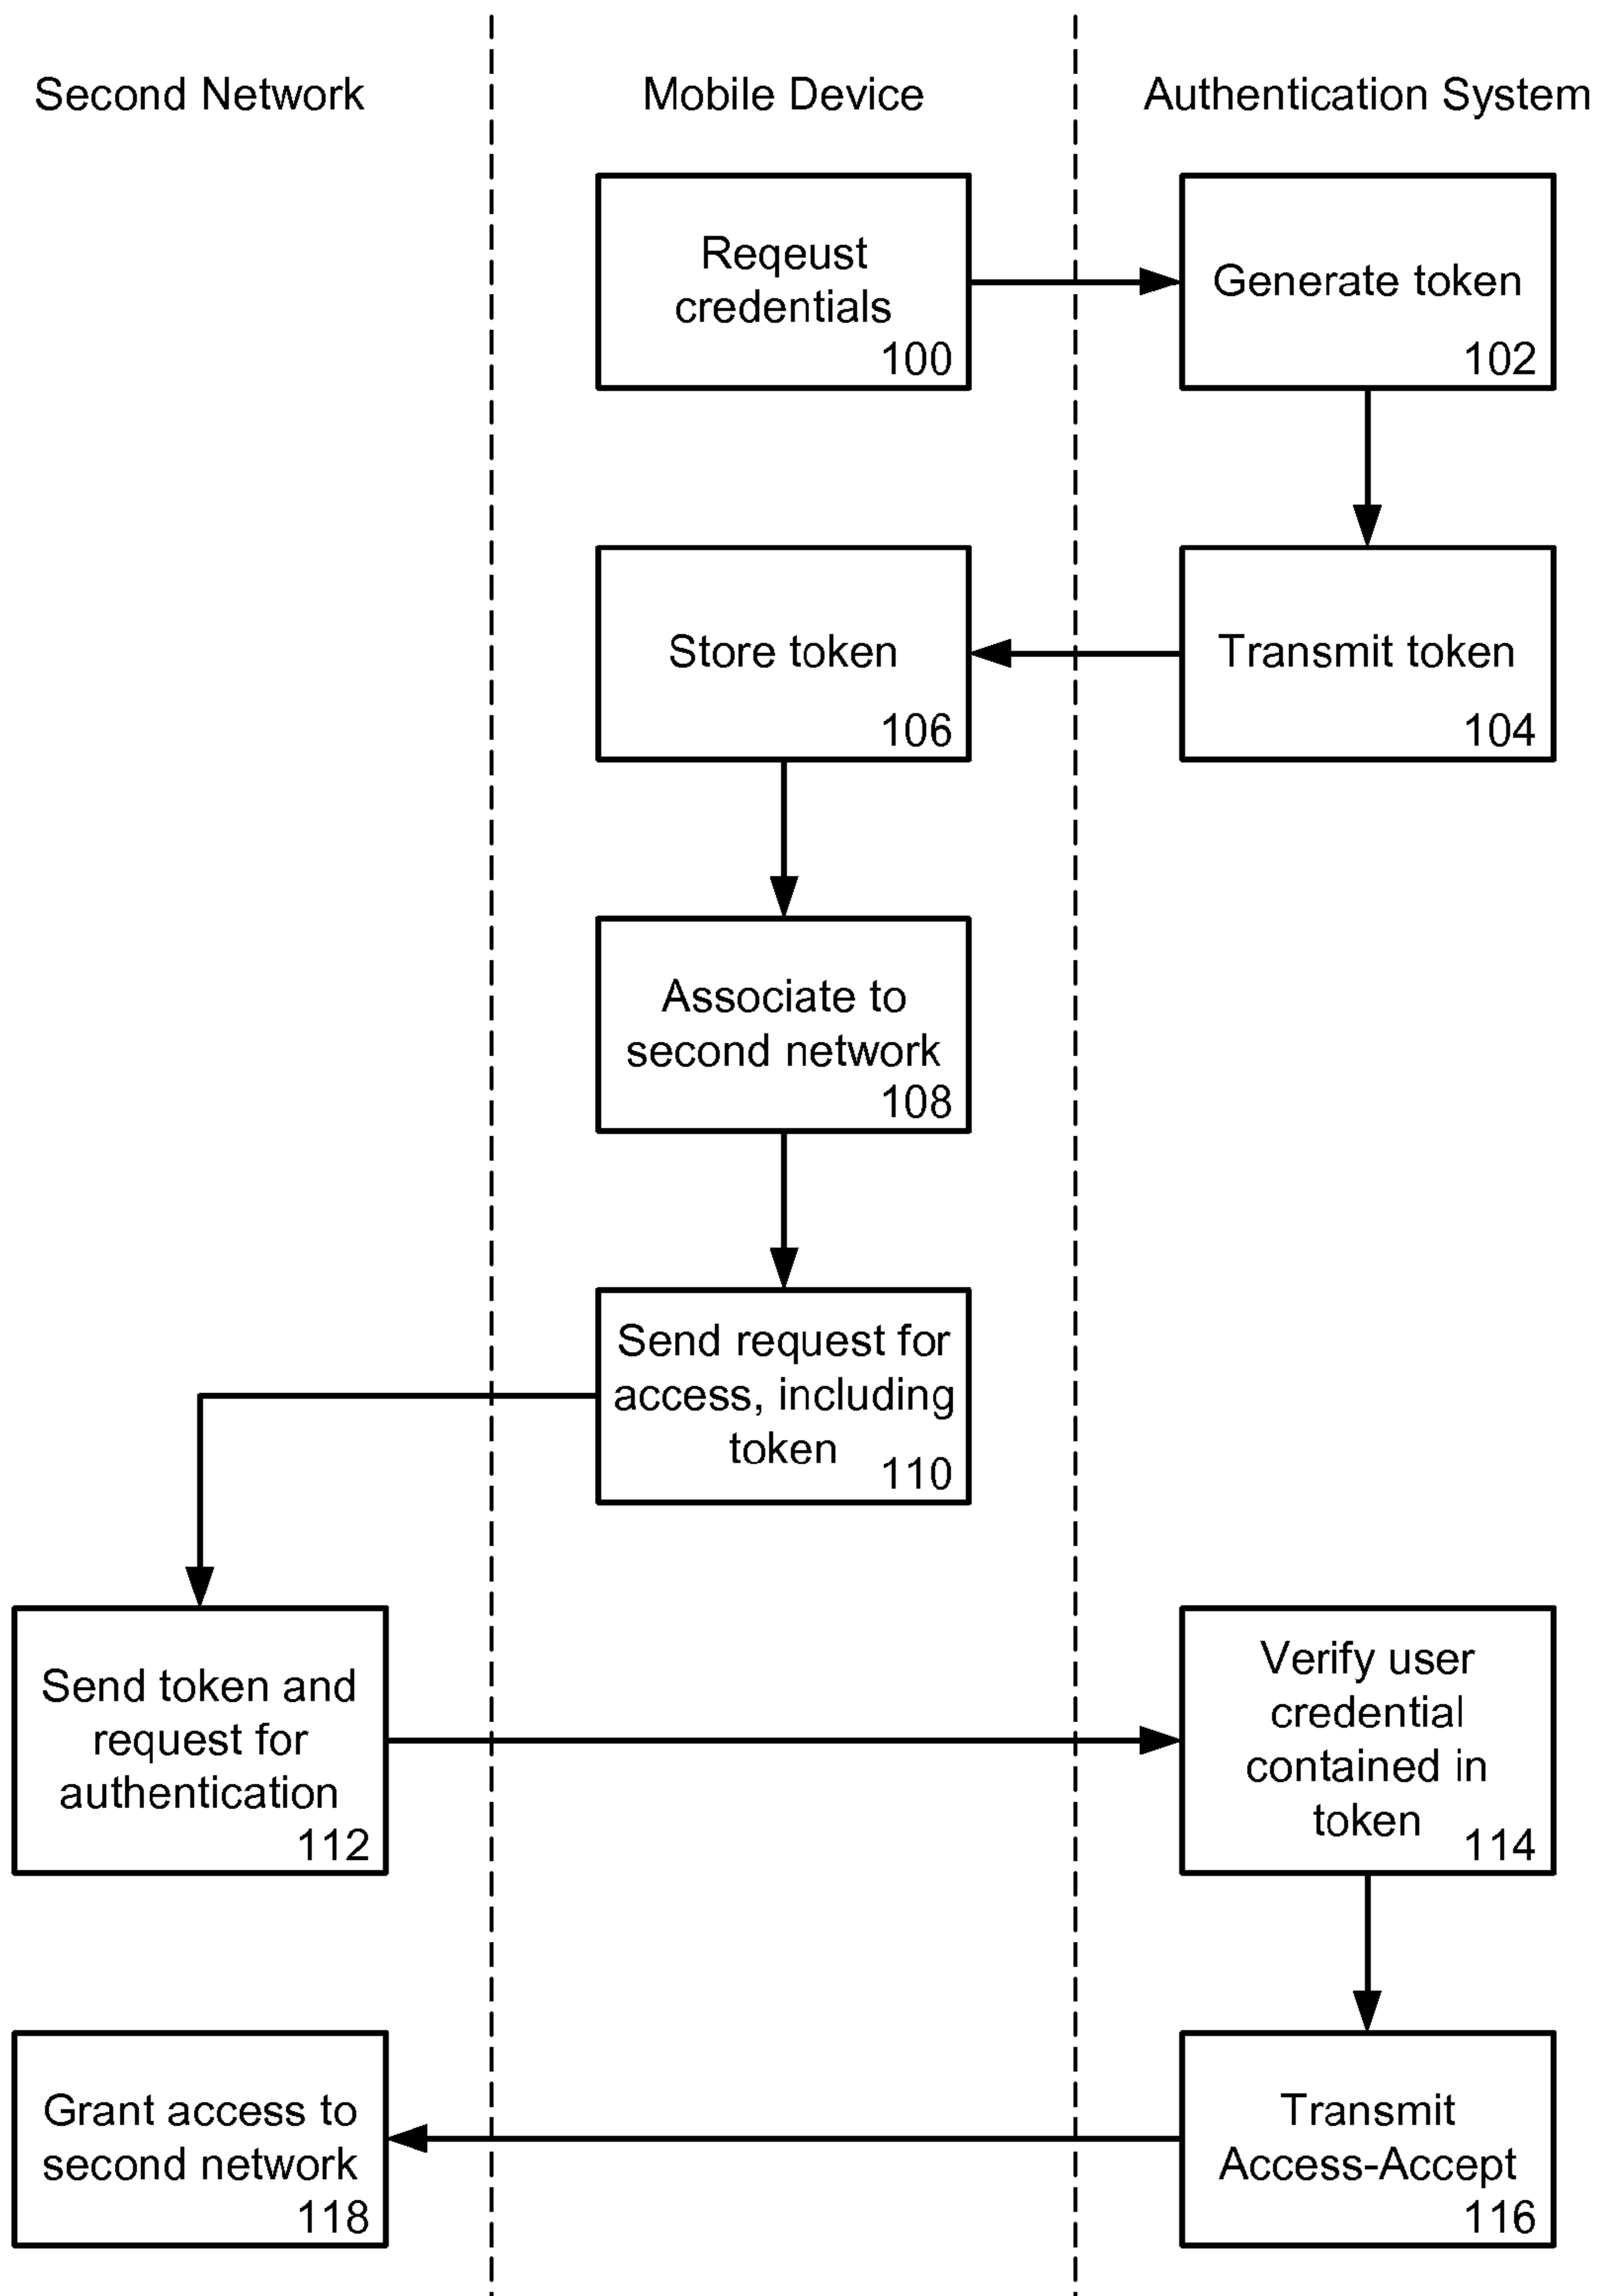 Second Network
Mobile Device
Authentication System
Reqeust
credentials
100
Generate token
102
Store token
106
Transmit token
104
Associate to
second network
108
Send request for
access, including
token
110
Send token and
request for
authentication
112
Verify user
credential
contained in
token
114
Grant access to
second network
118
Transmit
Access-Accept
116